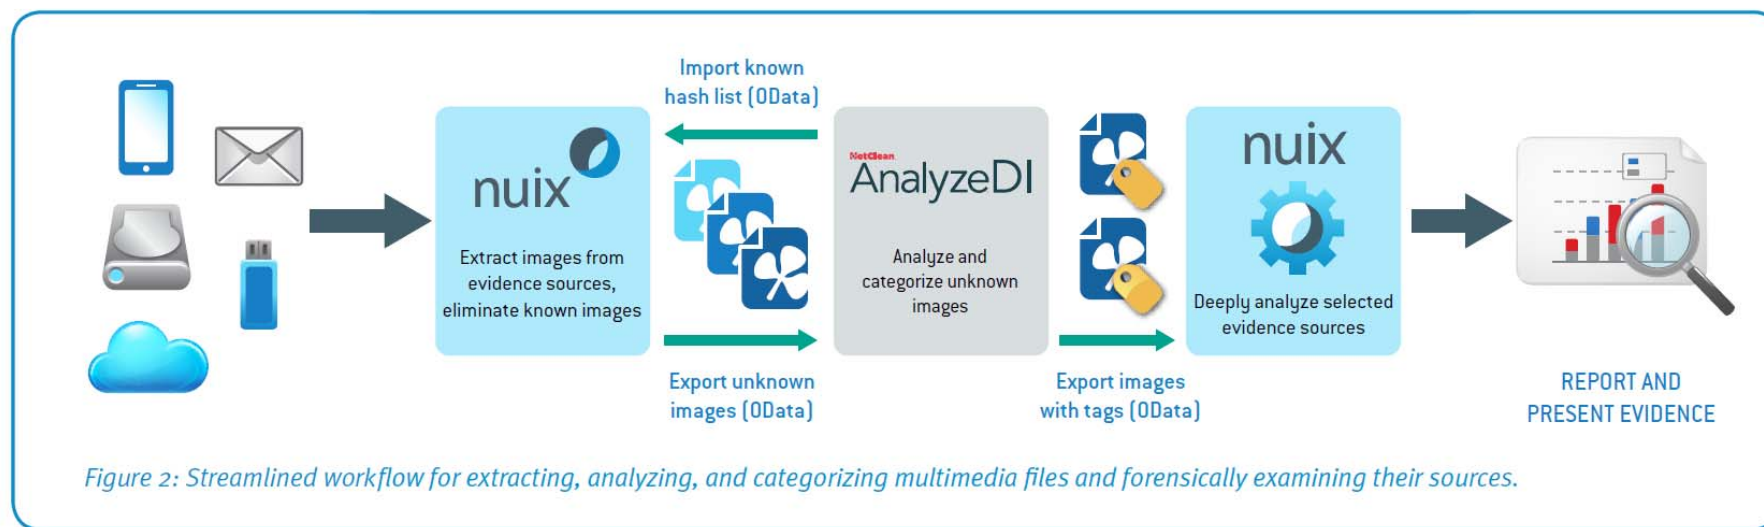 Import known
hash list (OData)
nuix
Extract images from
evidence sources,
eliminate known images
NetClean
AnalyzeDI
Analyze and
categorize unknown
images
nuix
Deeply analyze selected
evidence sources
Export unknown
images (OData)
Export images
with tags (OData)
REPORT AND
PRESENT EVIDENCE
Figure 2: Streamlined workflow for extracting, analyzing, and categorizing multimedia files and forensically examining their sources.